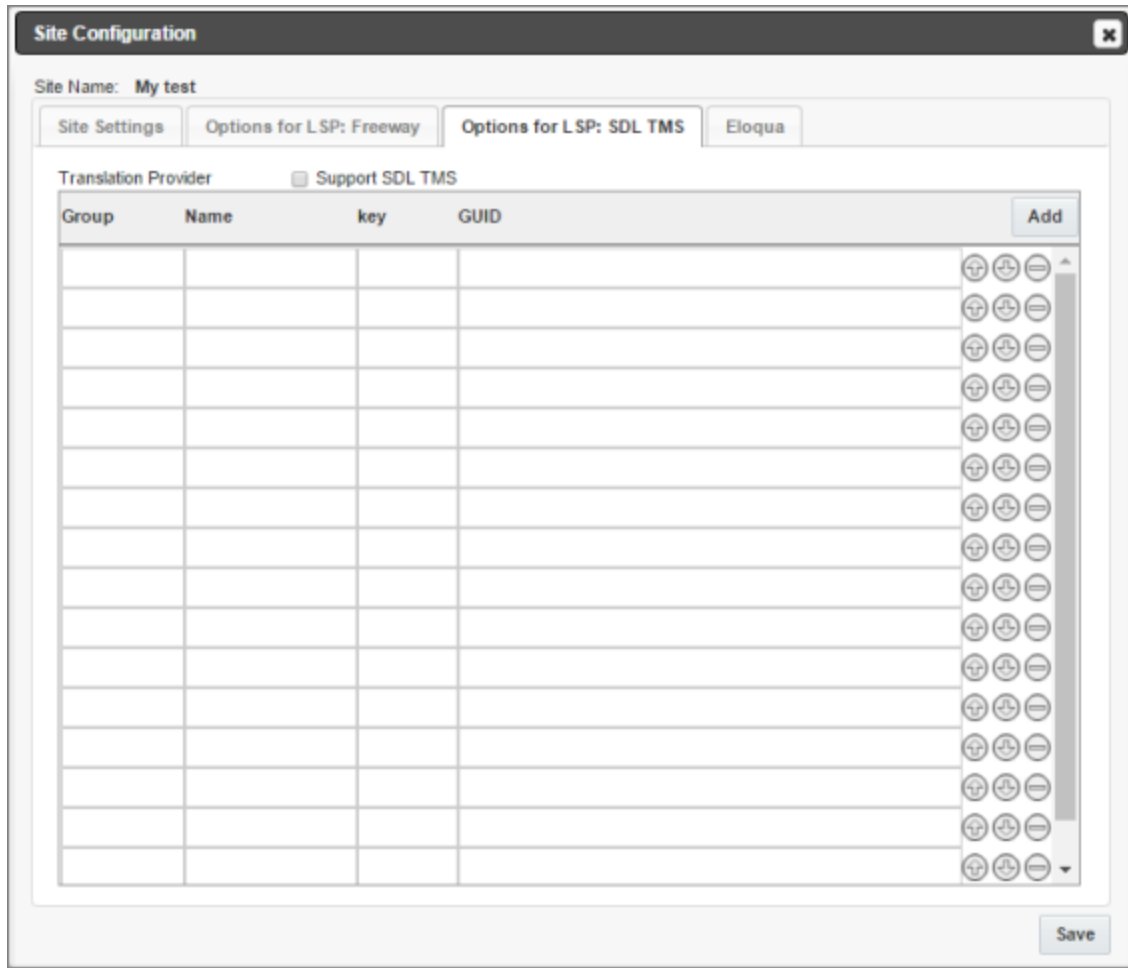 Site Configuration
Site Name: My test
Site Settings Options for LSP: Freeway Options for LSP: SDL TMS Eloqua
Translation Provider Support SDL TMS
Group Name key GUID Add
Save